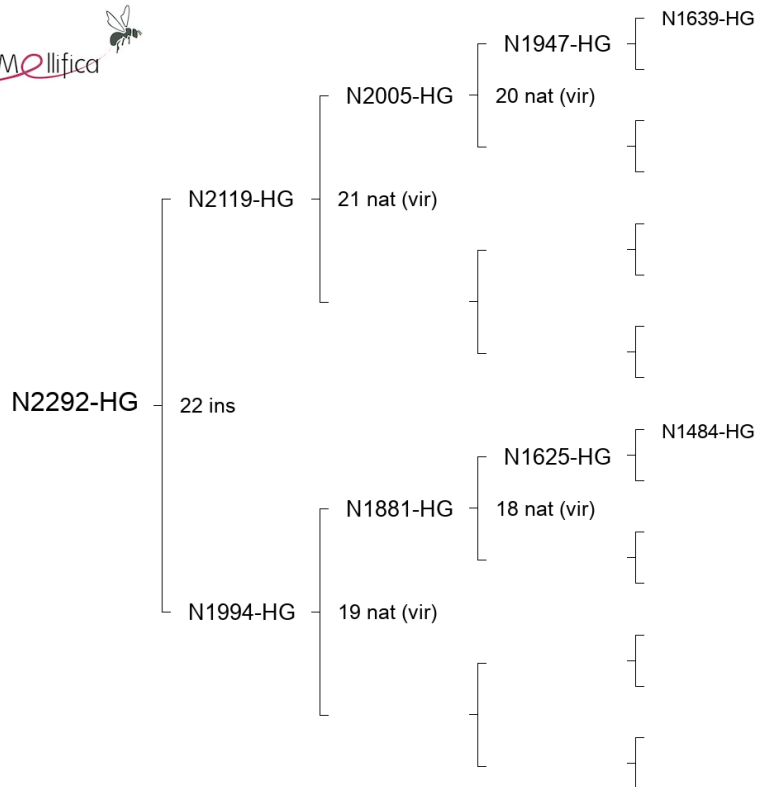 Mellifica
N1639-HG
N1947-HG
N2005-HG
20 nat (vir)
N2119-HG
21 nat (vir)
N2292-HG
22 ins
N1484-HG
N1625-HG
N1881-HG
18 nat (vir)
N1994-HG
19 nat (vir)